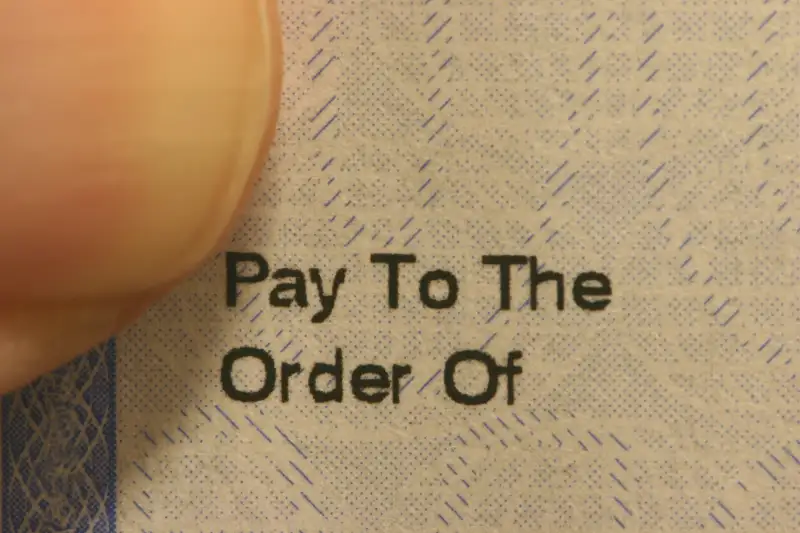 Pay To The
Order Of